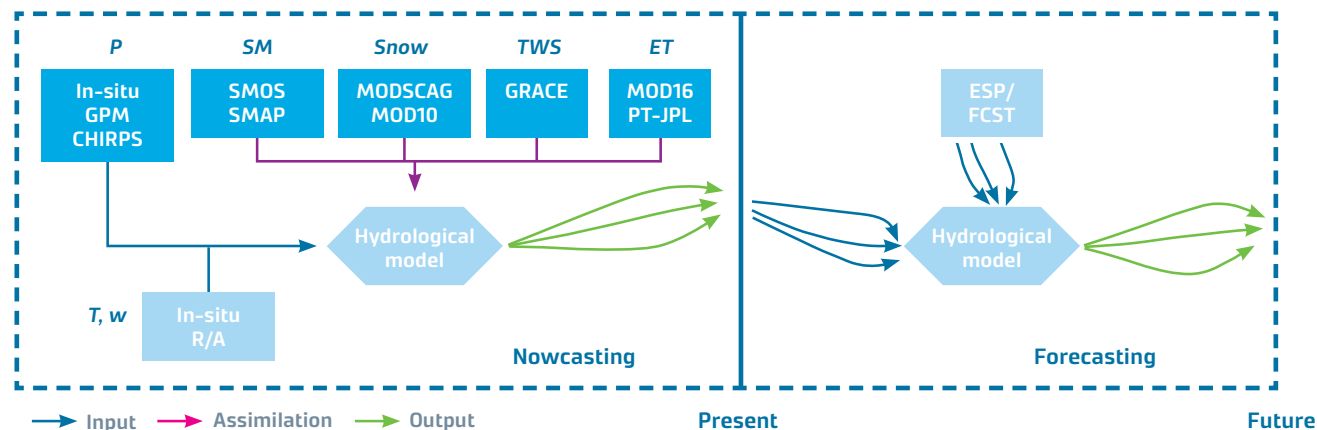 P
SM
Snow
TWS
ET
In-situ
GPM
CHIRPS
SMOS
SMAP
MODSCAG
MOD10
GRACE
MOD16
PT-JPL
ESP/
FCST
Hydrological
model
Hydrological
model
T, w
In-situ
R/A
Nowcasting
Forecasting
Input
Assimilation
Output
Present
Future